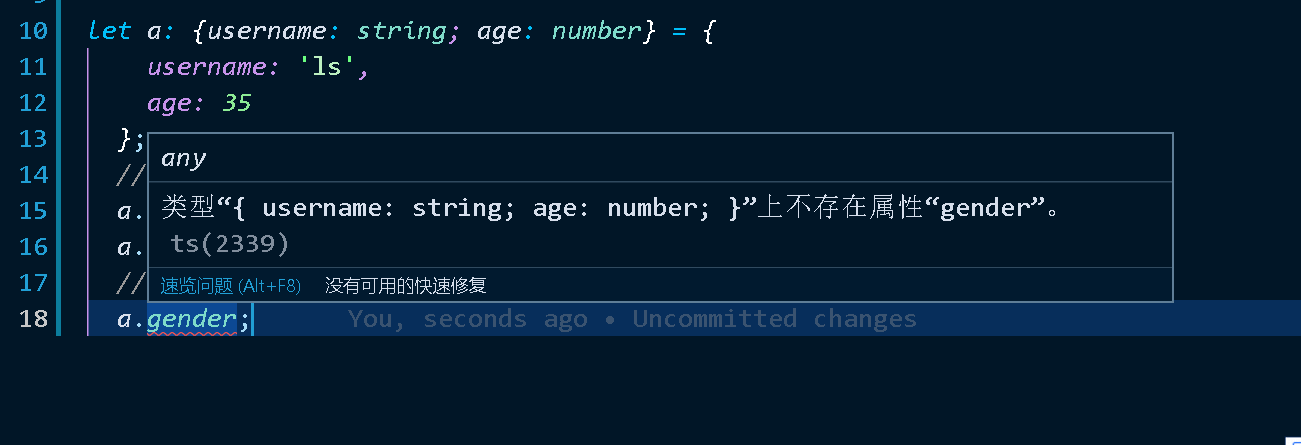 10 let a: {username: string; age: number} = {
11 username: 'ls',
12 age: 35
13 };
any
14 //
类型“{ username: string; age: number; }”上不存在属性“gender”。
15 a.
ts(2339)
16 a.
17 //
速览问题 (Alt+F8) 没有可用的快速修复
18 a.gender; You, seconds ago • Uncommitted changes